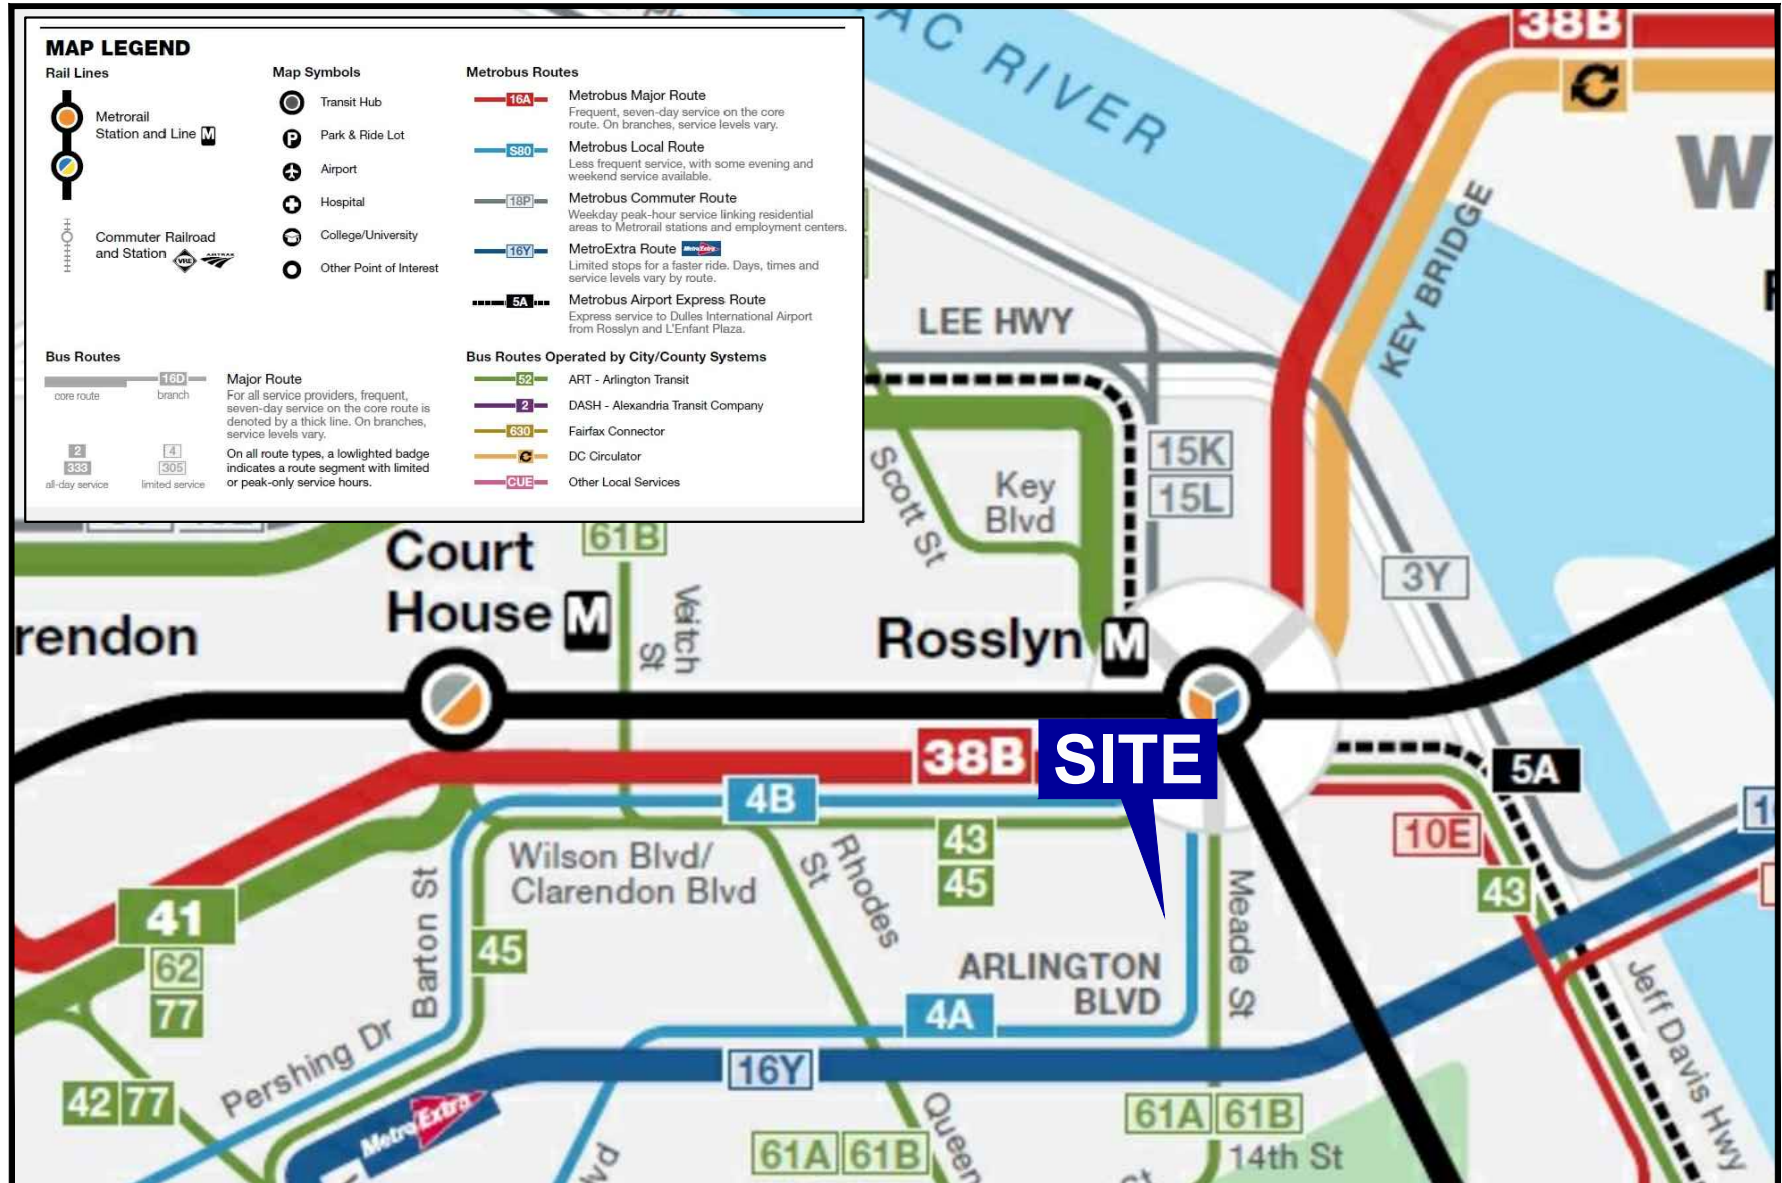 MAP LEGEND
Rail Lines
Metrorail
Station and Line M
Commuter Railroad
and Station VRE AMTRAK
Map Symbols
Transit Hub
P Park & Ride Lot
Airport
Hospital
College/University
Other Point of Interest
Metrobus Routes
16A Metrobus Major Route
Frequent, seven-day service on the core
route. On branches, service levels vary.
S80 Metrobus Local Route
Less frequent service, with some evening and
weekend service available.
18P Metrobus Commuter Route
Weekday peak-hour service linking residential
areas to Metrorail stations and employment centers.
16Y MetroExtra Route MetroExtra
Limited stops for a faster ride. Days, times and
service levels vary by route.
5A Metrobus Airport Express Route
Express service to Dulles International Airport
from Rosslyn and L'Enfant Plaza.
Bus Routes
16D
core route branch
Major Route
For all service providers, frequent,
seven-day service on the core route is
denoted by a thick line. On branches,
service levels vary.
2 4
333 305
all-day service limited service
On all route types, a lowlighted badge
indicates a route segment with limited
or peak-only service hours.
Bus Routes Operated by City/County Systems
52 ART - Arlington Transit
2 DASH - Alexandria Transit Company
630 Fairfax Connector
DC Circulator
CUE Other Local Services
AC RIVER
38B
W
KEY BRIDGE
LEE HWY
15K
15L
Scott St
Key
Blvd
3Y
Court
House M
61B
Veitch
St
rendon
Rosslyn M
38B
SITE
4B
5A
10E
43
45
43
Wilson Blvd/
Clarendon Blvd
Rhodes
St
Barton St
41
62
77
45
Meade St
ARLINGTON
BLVD
4A
16Y
Jeff Davis Hwy
Pershing Dr
42 77
MetroExtra
61A 61B
Queen
61A 61B
14th St
lvd
St